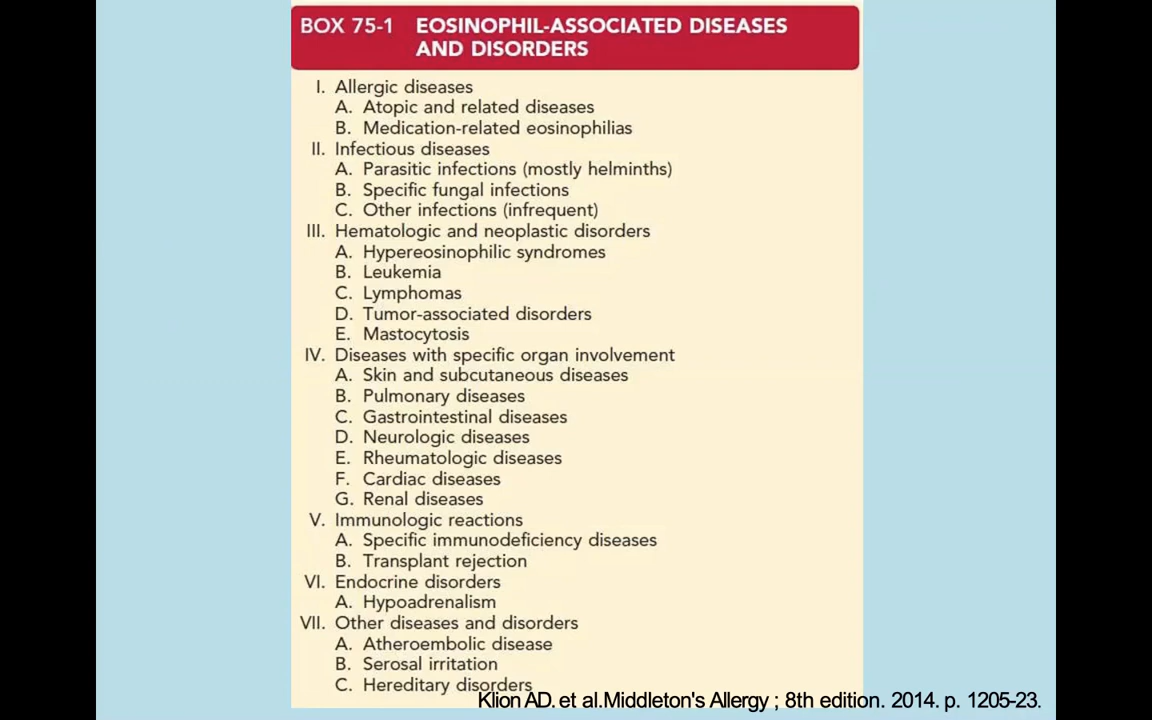 BOX 75-1 EOSINOPHIL-ASSOCIATED DISEASES
AND DISORDERS
I. Allergic diseases
A. Atopic and related diseases
B. Medication-related eosinophilias
II. Infectious diseases
A. Parasitic infections (mostly helminths)
B. Specific fungal infections
C. Other infections (infrequent)
III. Hematologic and neoplastic disorders
A. Hypereosinophilic syndromes
B. Leukemia
C. Lymphomas
D. Tumor-associated disorders
E. Mastocytosis
IV. Diseases with specific organ involvement
A. Skin and subcutaneous diseases
B. Pulmonary diseases
C. Gastrointestinal diseases
D. Neurologic diseases
E. Rheumatologic diseases
F. Cardiac diseases
G. Renal diseases
V. Immunologic reactions
A. Specific immunodeficiency diseases
B. Transplant rejection
VI. Endocrine disorders
A. Hypoadrenalism
VII. Other diseases and disorders
A. Atheroembolic disease
B. Serosal irritation
C. Hereditary disorders
Klion AD. et al.Middleton's Allergy ; 8th edition. 2014. p. 1205-23.